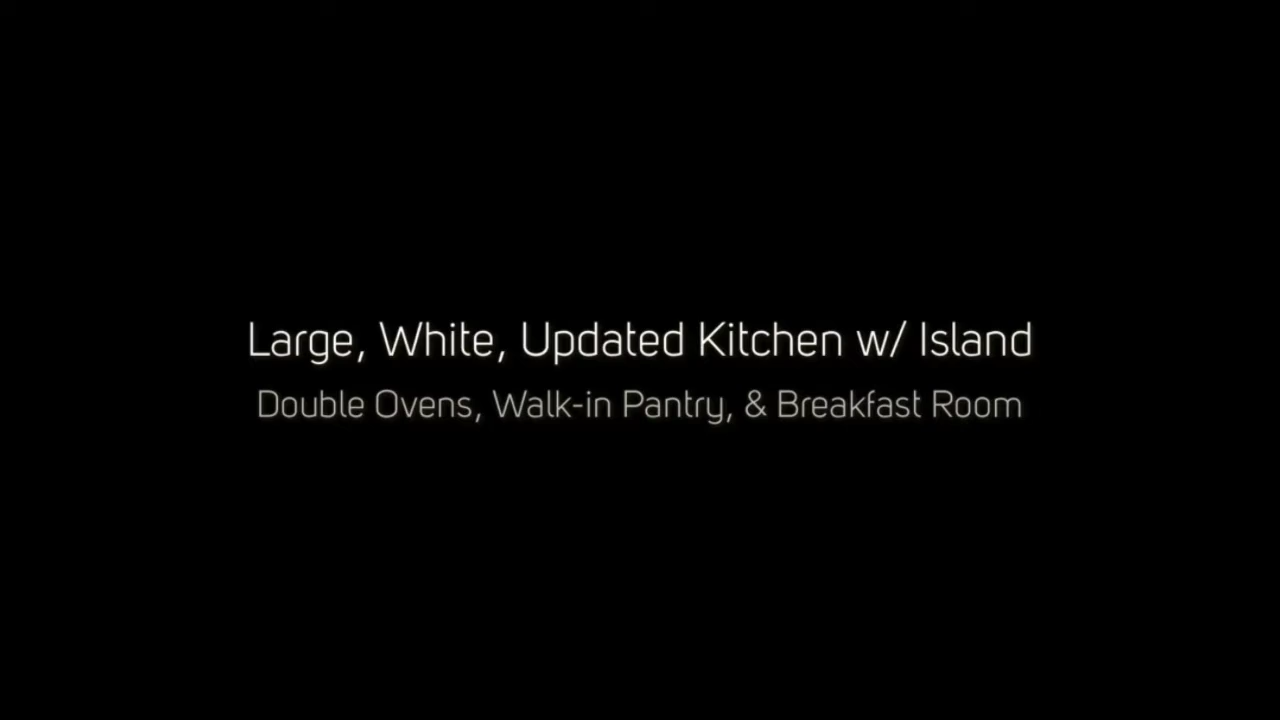 Large, White, Updated Kitchen w/ Island
Double Ovens, Walk-in Pantry, & Breakfast Room